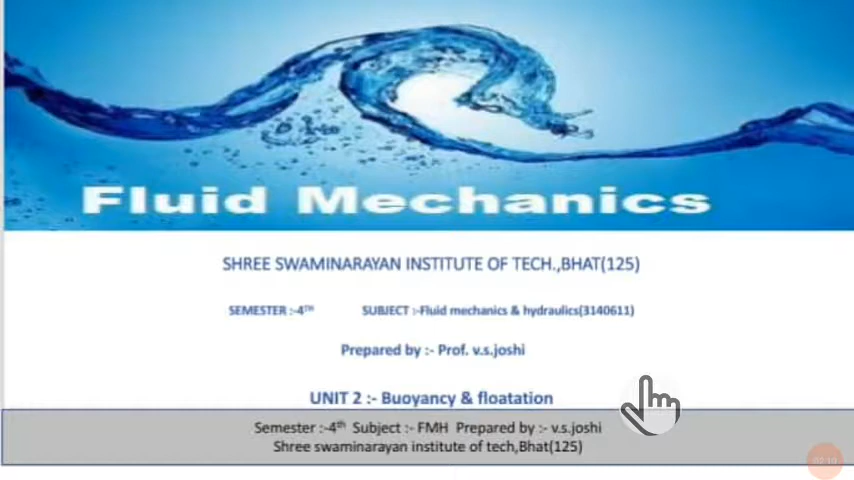 Fluid Mechanics
SHREE SWAMINARAYAN INSTITUTE OF TECH.,BHAT(125)
SEMESTER :-4TH SUBJECT :-Fluid mechanics & hydraulics(3140611)
Prepared by :- Prof. v.s.joshi
UNIT 2 :- Buoyancy & floatation
Semester :-4th Subject :- FMH Prepared by :- v.s.joshi
Shree swaminarayan institute of tech,Bhat(125)
02:10